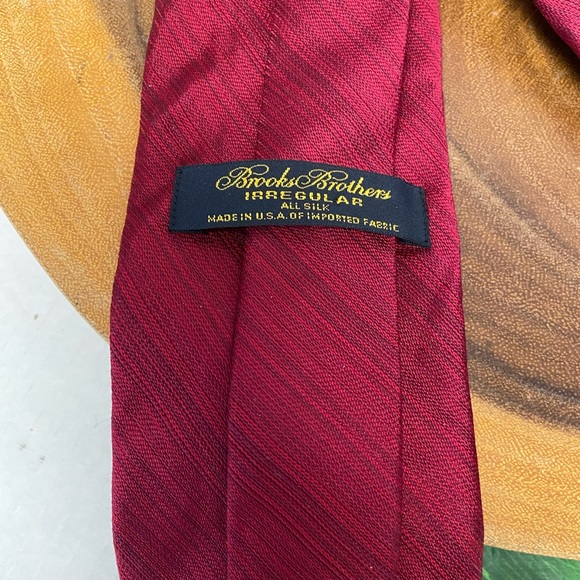 Brooks Brothers
IRREGULAR
ALL SILK
MADE IN U.S.A. OF IMPORTED FABRIC